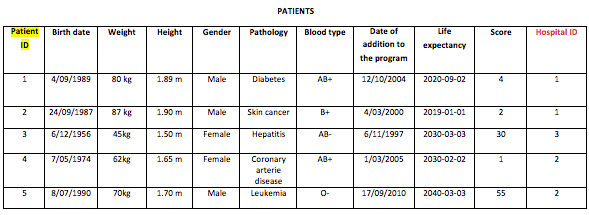 PATIENTS
Patient ID Birth date Weight Height Gender Pathology Blood type Date of addition to the program Life expectancy Score Hospital ID
1 4/09/1989 80 kg 1.89 m Male Diabetes AB+ 12/10/2004 2020-09-02 4 1
2 24/09/1987 87 kg 1.90 m Male Skin cancer B+ 4/03/2000 2019-01-01 2 1
3 6/12/1956 45kg 1.50 m Female Hepatitis AB- 6/11/1997 2030-03-03 30 3
4 7/05/1974 62kg 1.65 m Female Coronary arterie disease AB+ 1/03/2005 2030-02-02 1 2
5 8/07/1990 70kg 1.70 m Male Leukemia O- 17/09/2010 2040-03-03 55 2